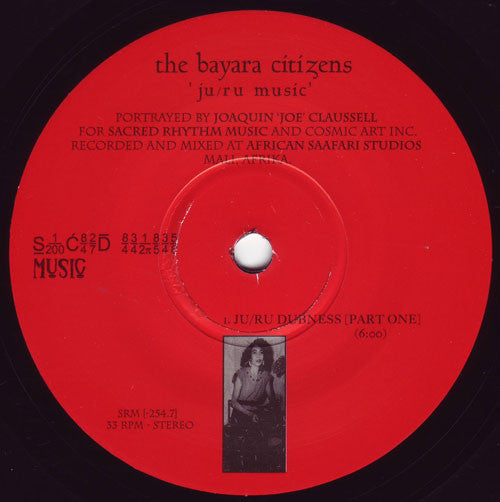 the bayara citizens
'ju/ru music'
PORTRAYED BY JOAQUIN 'JOE' CLAUSSELL
FOR SACRED RHYTHM MUSIC AND COSMIC ART INC.
RECORDED AND MIXED AT AFRICAN SAAFARI STUDIOS
MALI, AFRIKA
MUSIC
1. JU/RU DUBNESS [PART ONE]
(6:00)
SRM [-254.7]
33 RPM - STEREO